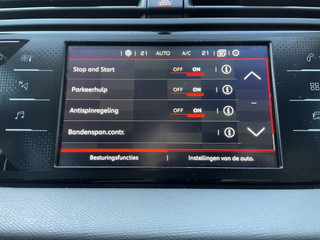 21 AUTO A/C 21
Stop and Start OFF ON
Parkeerhulp OFF ON
Antispinregeling OFF ON
Bandenspan.contr.
Besturingsfuncties Instellingen van de auto.